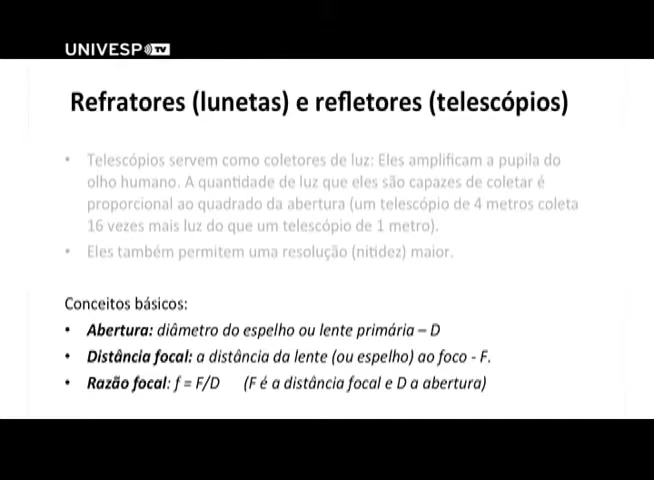 UNIVESP TV
Refratores (lunetas) e refletores (telescópios)
• Telescópios servem como coletores de luz: Eles amplificam a pupila do
olho humano. A quantidade de luz que eles são capazes de coletar é
proporcional ao quadrado da abertura (um telescópio de 4 metros coleta
16 vezes mais luz do que um telescópio de 1 metro).
• Eles também permitem uma resolução (nitidez) maior.
Conceitos básicos:
• Abertura: diâmetro do espelho ou lente primária – D
• Distância focal: a distância da lente (ou espelho) ao foco - F.
• Razão focal: f = F/D (F é a distância focal e D a abertura)